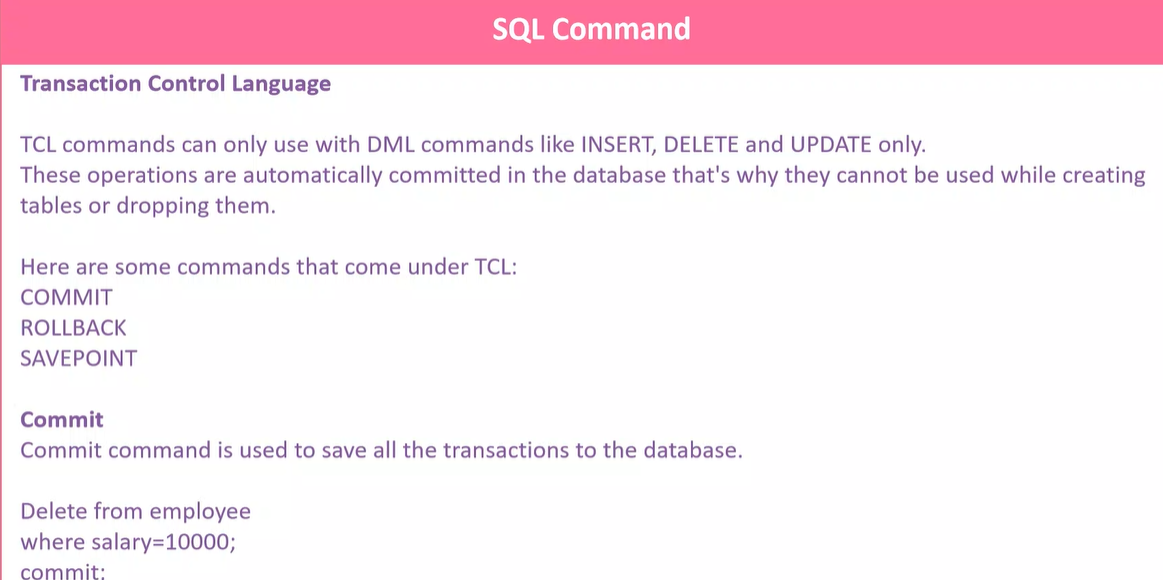 SQL Command
Transaction Control Language
TCL commands can only use with DML commands like INSERT, DELETE and UPDATE only.
These operations are automatically committed in the database that's why they cannot be used while creating
tables or dropping them.
Here are some commands that come under TCL:
COMMIT
ROLLBACK
SAVEPOINT
Commit
Commit command is used to save all the transactions to the database.
Delete from employee
where salary=10000;
commit;